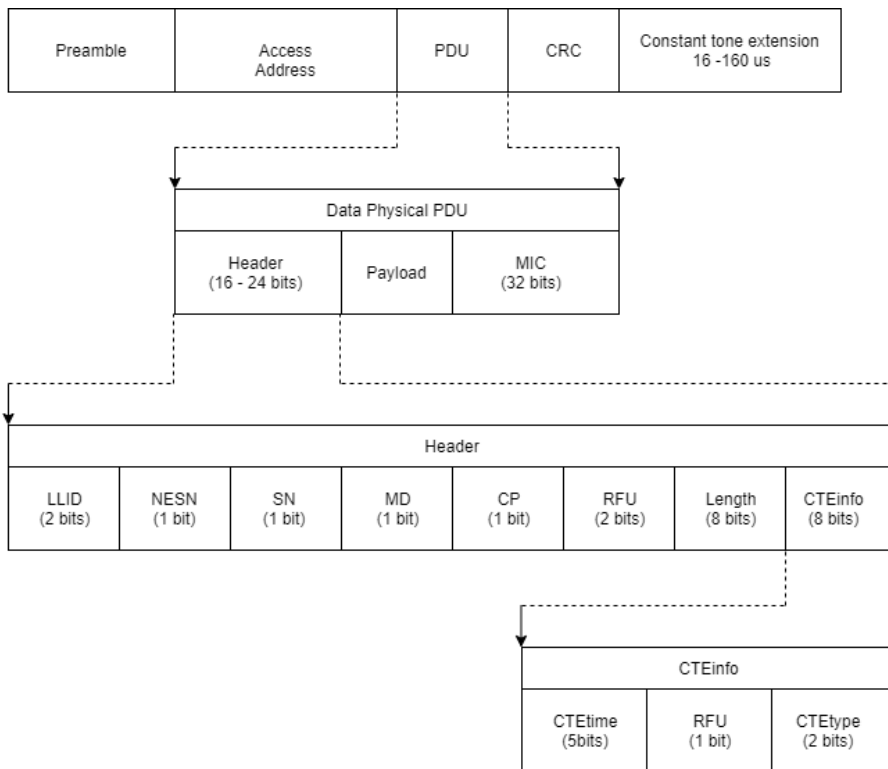 Preamble
Access
Address
PDU
CRC
Constant tone extension
16 -160 us
Data Physical PDU
Header
(16 - 24 bits)
Payload
MIC
(32 bits)
Header
LLID
(2 bits)
NESN
(1 bit)
SN
(1 bit)
MD
(1 bit)
CP
(1 bit)
RFU
(2 bits)
Length
(8 bits)
CTEinfo
(8 bits)
CTEinfo
CTEtime
(5bits)
RFU
(1 bit)
CTEtype
(2 bits)